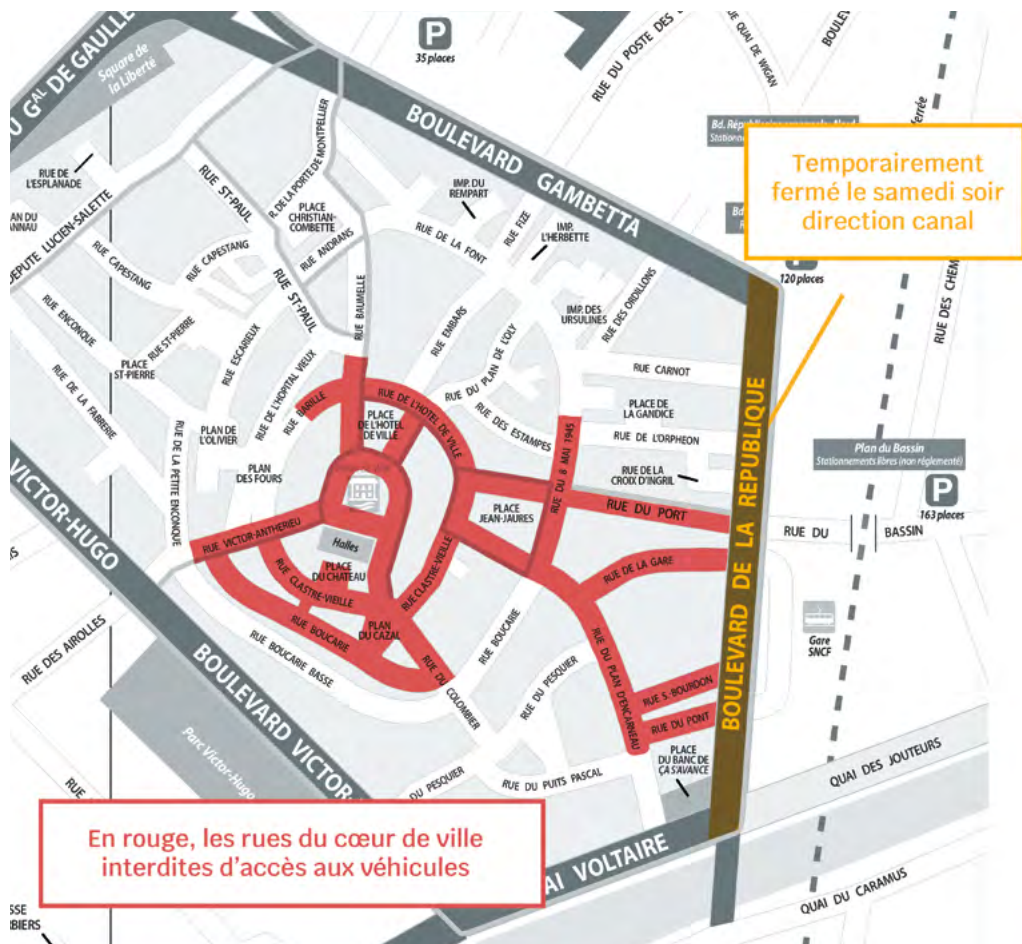 U GAL DE GAULLE
Square de
la Liberté
P
35 places
RUE DU POSTE DES
RUE QUAI DE WIGAN
BOULEV
BOULEVARD GAMBETTA
Stationnem
ferrée
Temporairement
fermé le samedi soir
direction canal
120 places
RUE DES CHEM
RUE DE
L'ESPLANADE
DEPUTE LUCIEN-SALETTE
RUE ST-PAUL
R. DE LA PORTE DE MONTPELLIER
PLACE
CHRISTIAN-
COMBETTE
RUE ANDRANS
IMP. DU
REMPART
RUE DE LA FONT
RUE FIZE
IMP.
L'HERBETTE
IMP. DES
URSULINES
RUE DES ORDILLONS
AN DU
ANNAU
RUE CAPESTANG
RUE CAPESTANG
RUE ST-PAUL
RUE BAUMELLE
RUE EMBARS
RUE DU PLAN DE L'OLY
RUE ENCONQUE
PLACE
ST-PIERRE
RUE ST-PIERRE
RUE ESCARIEUX
RUE DE L'HOPITAL VIEUX
RUE CARNOT
RUE DE LA FABRERIE
RUE BARILLE
PLACE
DE L'HOTEL
DE VILLE
RUE DE L'HOTEL DE VILLE
RUE DES ESTAMPES
PLACE DE
LA GANDICE
RUE DE L'ORPHEON
RUE DE LA
CROIX D'INGRIL
PLAN DE
L'OLIVIER
PLAN
DES FOURS
RUE DE LA PETITE ENCONQUE
RUE DU 8 MAI 1945
BOULEVARD DE LA REPUBLIQUE
Plan du Bassin
Stationnements libres (non réglementé)
P
163 places
PLACE
JEAN-JAURES
RUE DU PORT
RUE DU
BASSIN
VICTOR-HUGO
RUE VICTOR-ANTHERIEU
Halles
PLACE
DU CHATEAU
RUE CLASTRE-VIEILLE
RUE CLASTRE-VIEILLE
RUE DE LA GARE
PLAN
DU CAZAL
RUE BOUCARIE
RUE BOUCARIE
RUE BOUCARIE BASSE
RUE DU COLOMBIER
RUE DU PESQUIER
RUE DU PLAN D'ENCARNEAU
RUE S.-BOURDON
RUE DU PONT
Gare
SNCF
RUE DES AIROLLES
BOULEVARD VICTOR-
Parc Victor-Hugo
DU PESQUIER
RUE DU PUITS PASCAL
PLACE
DU BANC DE
ÇA S'AVANCE
QUAI DES JOUTEURS
RUE
En rouge, les rues du cœur de ville
interdites d'accès aux véhicules
AI VOLTAIRE
QUAI DU CARAMUS
SSE
RBIERS